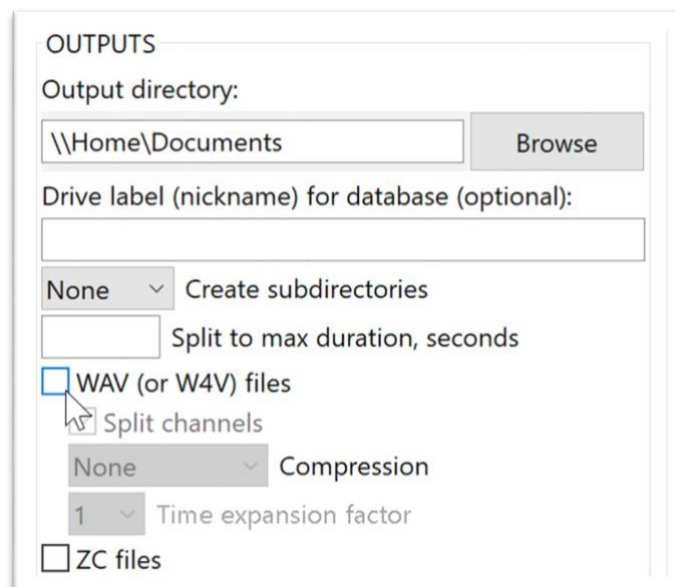 OUTPUTS
Output directory:
\\Home\Documents Browse
Drive label (nickname) for database (optional):
None Create subdirectories
Split to max duration, seconds
WAV (or W4V) files
Split channels
None Compression
1 Time expansion factor
ZC files